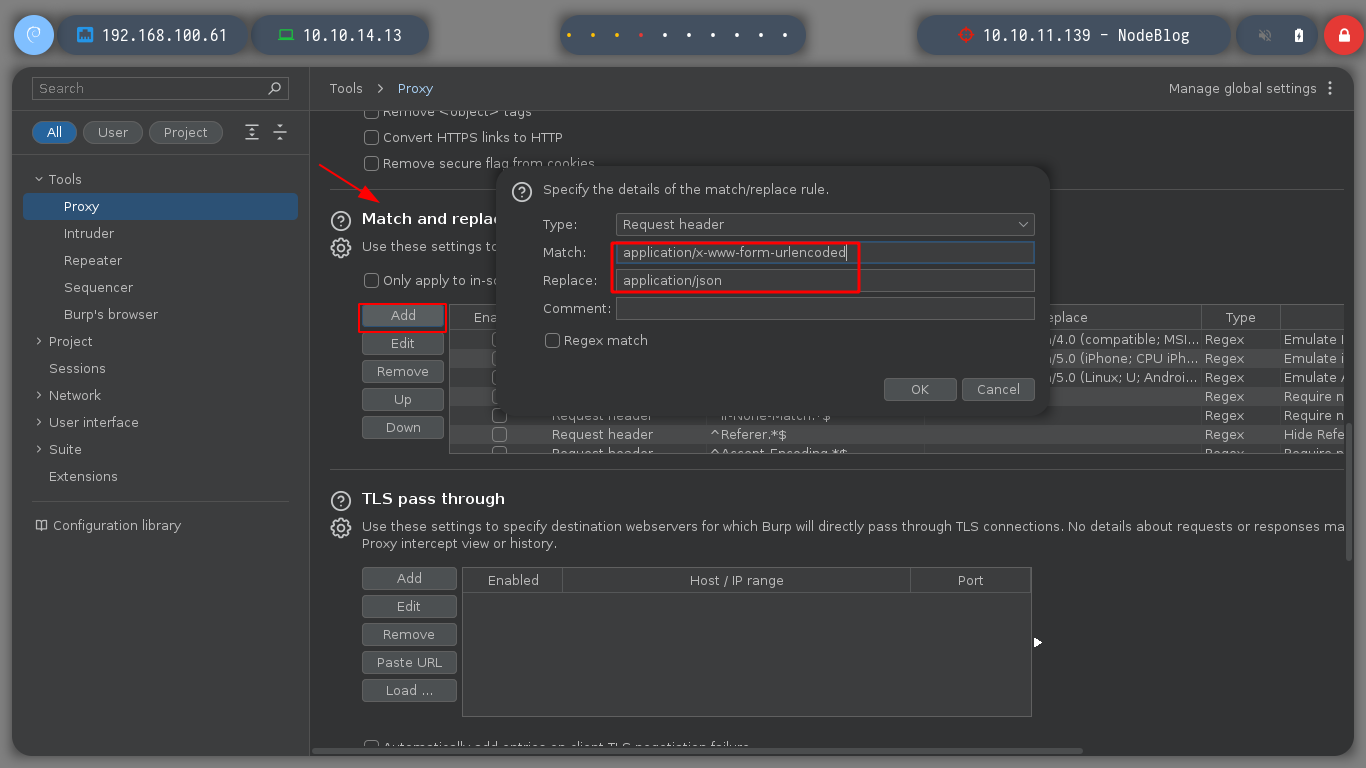 192.168.100.61
10.10.14.13
10.10.11.139 - NodeBlog
Search
All
User
Project
Tools
Proxy
Intruder
Repeater
Sequencer
Burp's browser
Project
Sessions
Network
User interface
Suite
Extensions
Configuration library
Tools > Proxy
Manage global settings
Remove <object> tags
Convert HTTPS links to HTTP
Remove secure flag from cookies
Match and replac
Use these settings to
Only apply to in-sc
Add
Edit
Remove
Up
Down
Specify the details of the match/replace rule.
Type: Request header
Match: application/x-www-form-urlencoded
Replace: application/json
Comment:
Regex match
OK
Cancel
Ena
eplace
Type
/4.0 (compatible; MSI... Regex Emulate I
/5.0 (iPhone; CPU iPh... Regex Emulate i
/5.0 (Linux; U; Androi... Regex Emulate A
Regex Require n
Request header ^If-None-Match.*$ Regex Require n
Request header ^Referer.*$ Regex Hide Refe
Request header ^Accept-Encoding.*$ Regex Require n
TLS pass through
Use these settings to specify destination webservers for which Burp will directly pass through TLS connections. No details about requests or responses ma
Proxy intercept view or history.
Add
Edit
Remove
Paste URL
Load ...
Enabled
Host / IP range
Port
Automatically add entries on client TLS negotiation failure